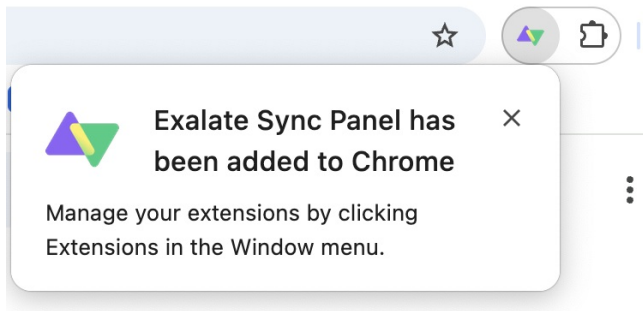 Exalate Sync Panel has
been added to Chrome
Manage your extensions by clicking
Extensions in the Window menu.